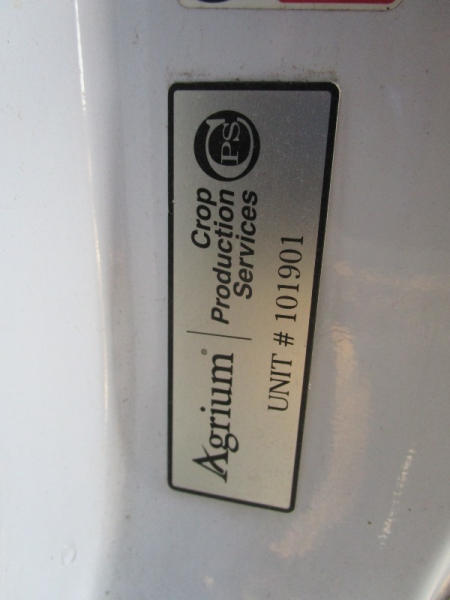 Agrium®
Crop
Production
Services
CPS
UNIT # 101901